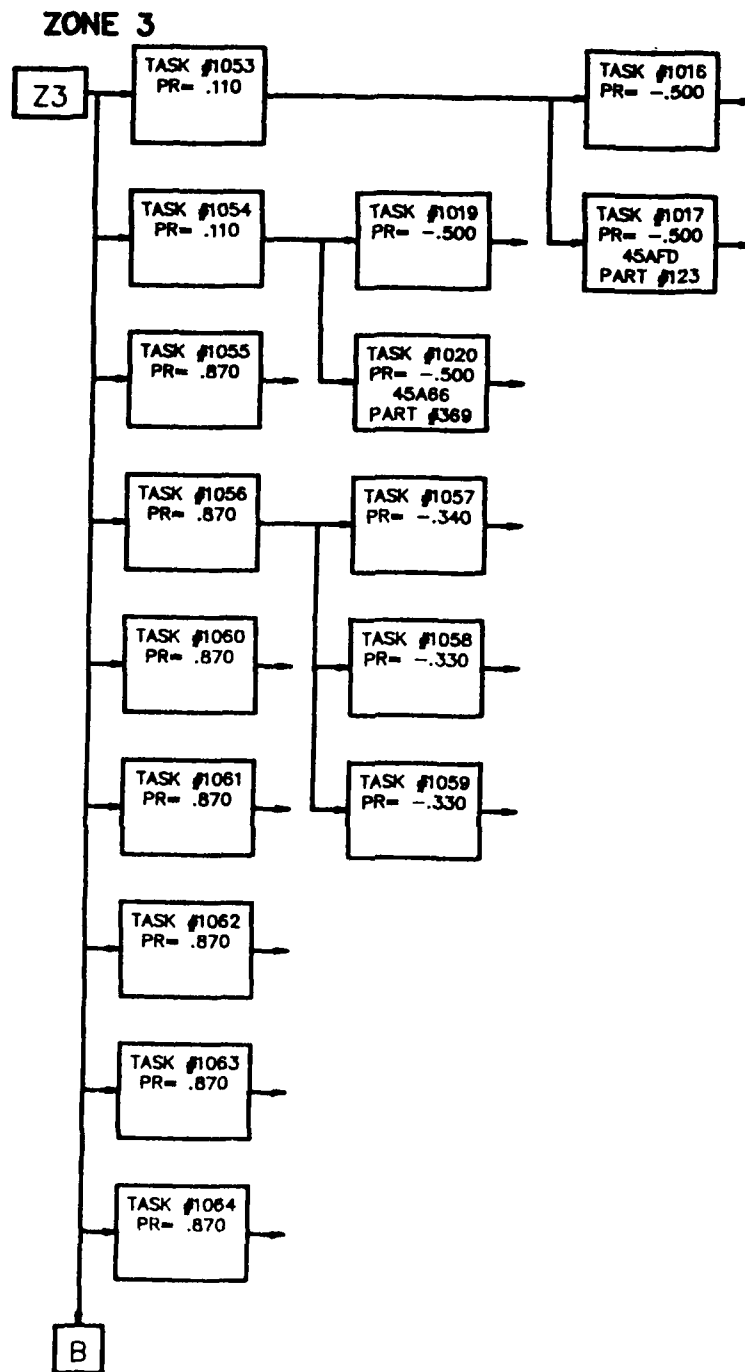 ZONE 3
Z3
TASK #1053
PR= .110
TASK #1016
PR= -.500
TASK #1054
PR= .110
TASK #1019
PR= -.500
TASK #1017
PR= -.500
45AFD
PART #123
TASK #1055
PR= .870
TASK #1020
PR= -.500
45A66
PART #369
TASK #1056
PR= .870
TASK #1057
PR= -.340
TASK #1060
PR= .870
TASK #1058
PR= -.330
TASK #1061
PR= .870
TASK #1059
PR= -.330
TASK #1062
PR= .870
TASK #1063
PR= .870
TASK #1064
PR= .870
B